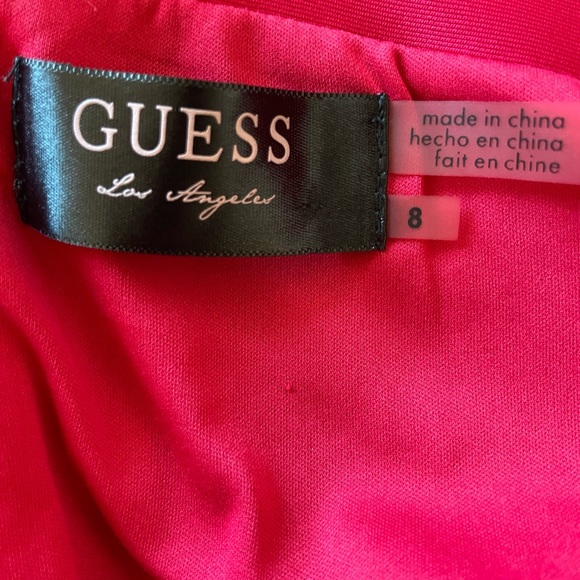 GUESS
Los Angeles
made in china
hecho en china
fait en chine
8